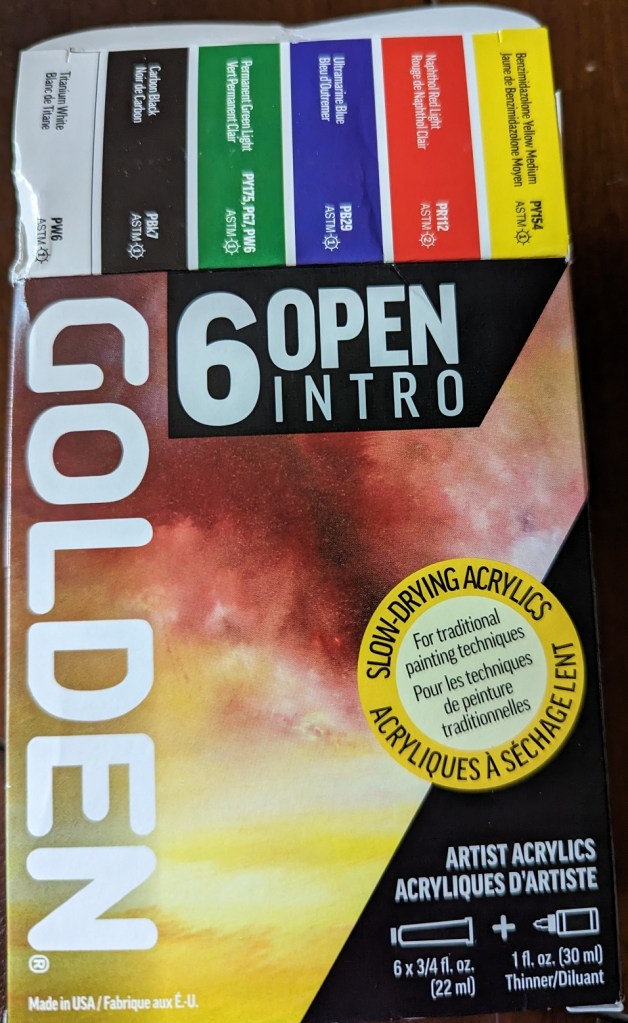 Titanium White
Blanc de Titane
PW6
ASTM I
Carbon Black
Noir de Carbon
PBk7
ASTM I
Permanent Green Light
Vert Permanent Clair
PY175, PG7, PW6
ASTM I
Ultramarine Blue
Bleu d'Outremer
PB29
ASTM I
Naphthol Red Light
Rouge de Naphthol Clair
PR112
ASTM 2
Benzimidazolone Yellow Medium
Jaune de Benzimidazolone Moyen
PY154
ASTM I
6 OPEN
INTRO
GOLDEN®
SLOW-DRYING ACRYLICS
For traditional
painting techniques
Pour les techniques
de peinture
traditionnelles
ACRYLIQUES À SÉCHAGE LENT
ARTIST ACRYLICS
ACRYLIQUES D'ARTISTE
+
6 x 3/4 fl. oz.
(22 ml)
1 fl. oz. (30 ml)
Thinner/Diluant
Made in USA / Fabrique aux É.-U.